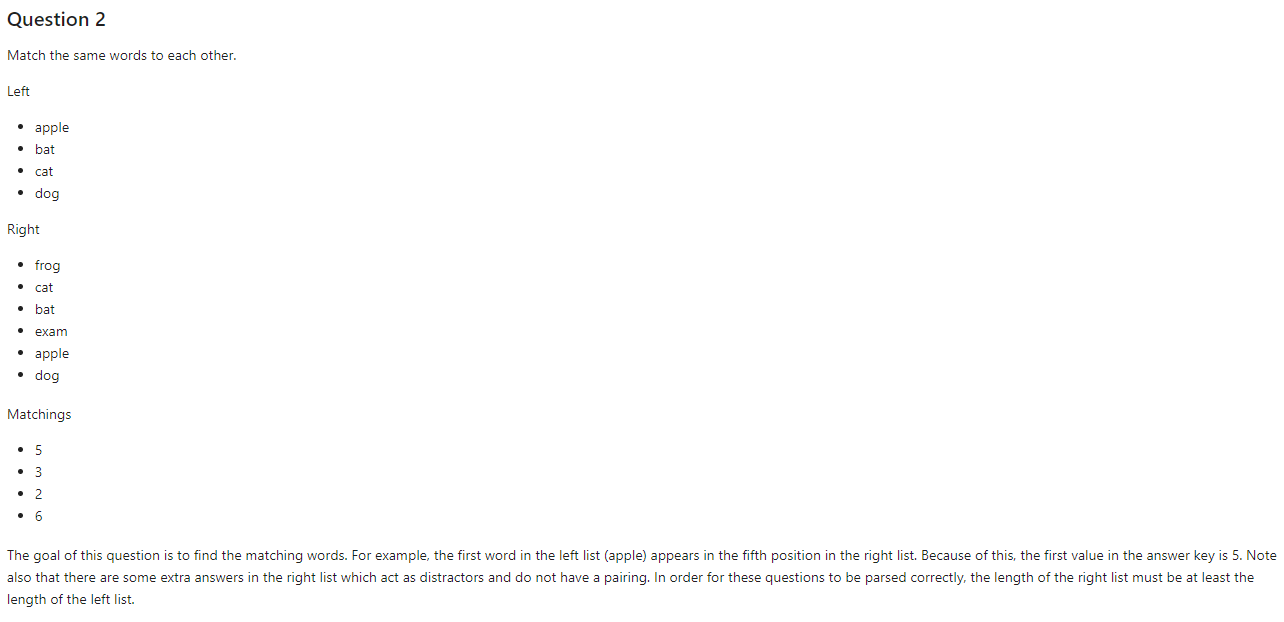 Question 2
Match the same words to each other.
Left
• apple
• bat
• cat
• dog
Right
• frog
• cat
• bat
• exam
• apple
• dog
Matchings
• 5
• 3
• 2
• 6
The goal of this question is to find the matching words. For example, the first word in the left list (apple) appears in the fifth position in the right list. Because of this, the first value in the answer key is 5. Note
also that there are some extra answers in the right list which act as distractors and do not have a pairing. In order for these questions to be parsed correctly, the length of the right list must be at least the
length of the left list.